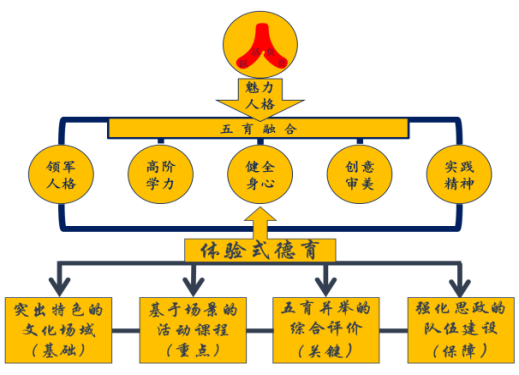 魅力
人格
五育融合
领军
人格
高阶
学力
健全
身心
创意
审美
实践
精神
体验式德育
突出特色的
文化场域
(基础)
基于场景的
活动课程
(重点)
五育并举的
综合评价
(关键)
强化思政的
队伍建设
(保障)